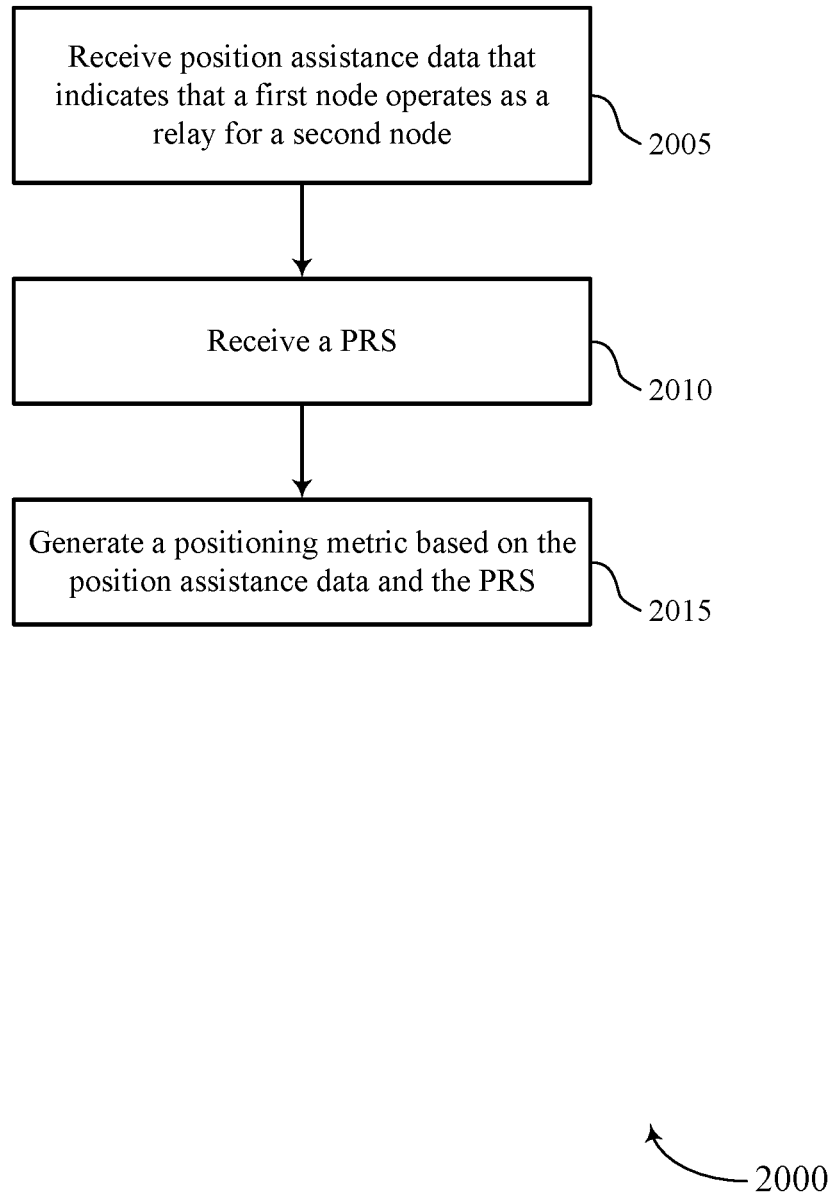 Receive position assistance data that
indicates that a first node operates as a
relay for a second node
2005
Receive a PRS
2010
Generate a positioning metric based on the
position assistance data and the PRS
2015
2000